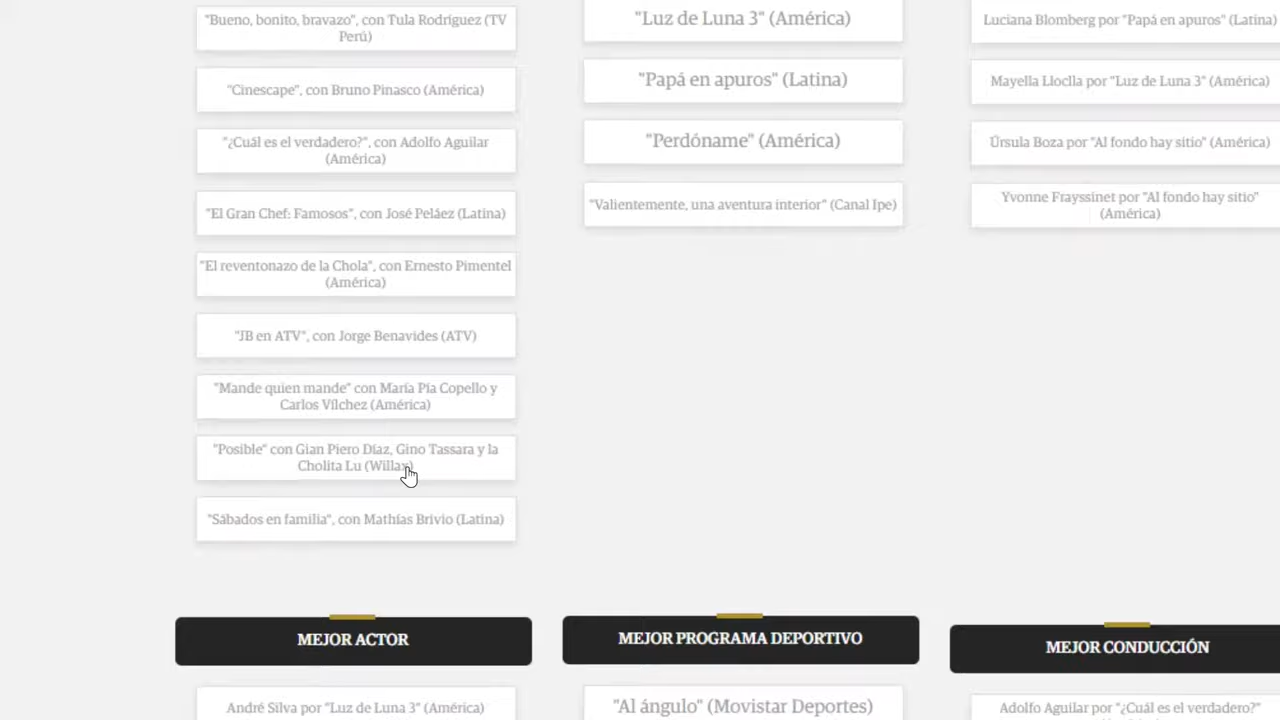 "Bueno, bonito, bravazo", con Tula Rodríguez (TV
Perú)
"Cinescape", con Bruno Pinasco (América)
"¿Cuál es el verdadero?", con Adolfo Aguilar
(América)
"El Gran Chef: Famosos", con José Peláez (Latina)
"El reventonazo de la Chola", con Ernesto Pimentel
(América)
"JB en ATV", con Jorge Benavides (ATV)
"Mande quien mande" con María Pía Copello y
Carlos Vílchez (América)
"Posible" con Gian Piero Díaz, Gino Tassara y la
Cholita Lu (Willax)
"Sábados en familia", con Mathías Brivio (Latina)
"Luz de Luna 3" (América)
"Papá en apuros" (Latina)
"Perdóname" (América)
"Valientemente, una aventura interior" (Canal Ipe)
Luciana Blomberg por "Papá en apuros" (Latina)
Mayella Lloclla por "Luz de Luna 3" (América)
Úrsula Boza por "Al fondo hay sitio" (América)
Yvonne Frayssinet por "Al fondo hay sitio"
(América)
MEJOR ACTOR
André Silva por "Luz de Luna 3" (América)
MEJOR PROGRAMA DEPORTIVO
"Al ángulo" (Movistar Deportes)
MEJOR CONDUCCIÓN
Adolfo Aguilar por "¿Cuál es el verdadero?"